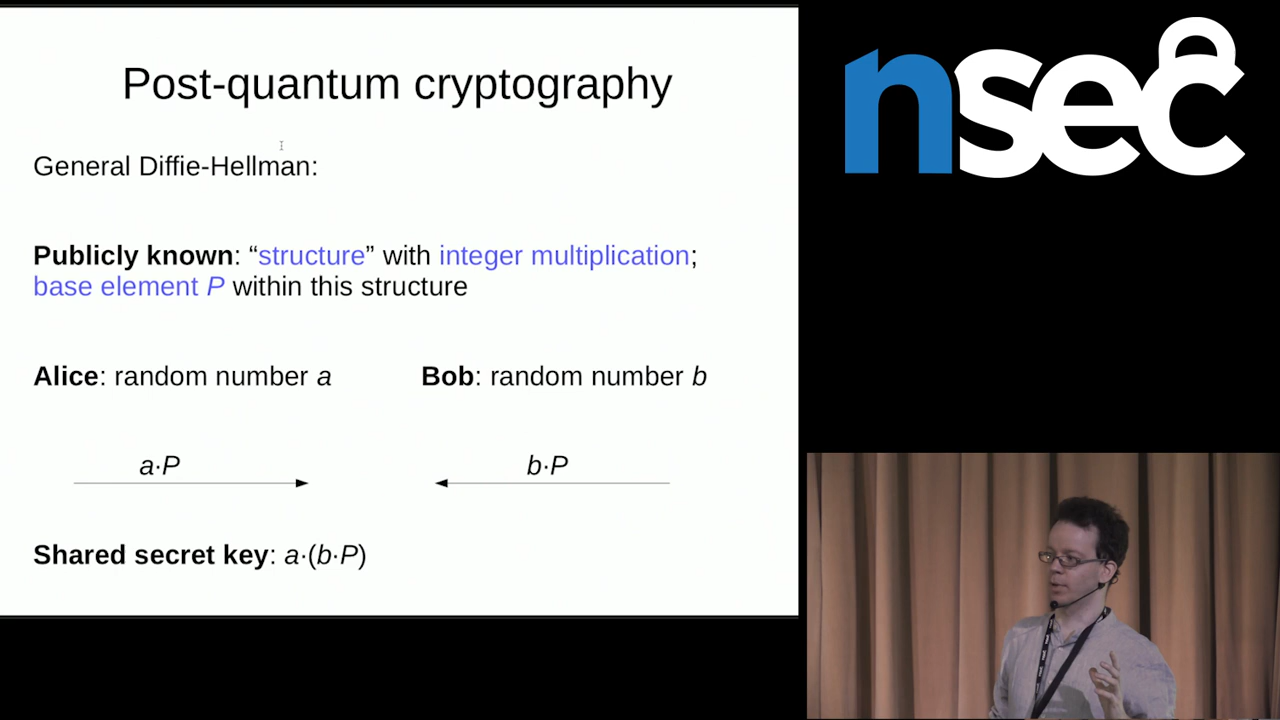 Post-quantum cryptography
General Diffie-Hellman:
Publicly known: “structure” with integer multiplication;
base element P within this structure
Alice: random number a
Bob: random number b
a·P
b·P
Shared secret key: a·(b·P)
nsec